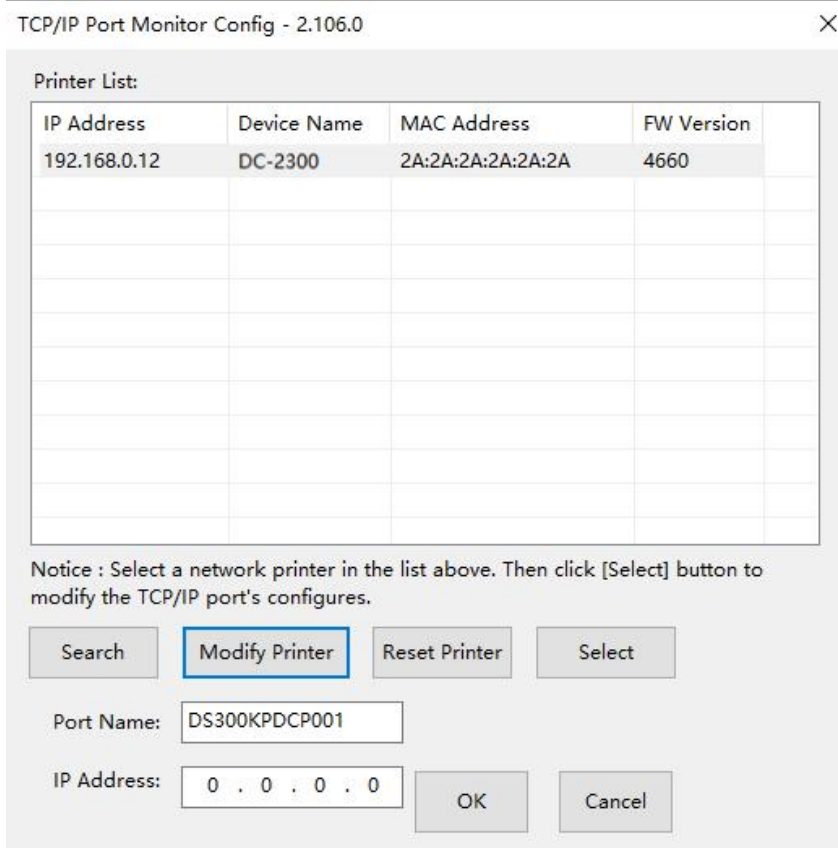 TCP/IP Port Monitor Config - 2.106.0
Printer List:
IP Address Device Name MAC Address FW Version
192.168.0.12 DC-2300 2A:2A:2A:2A:2A:2A 4660
Notice : Select a network printer in the list above. Then click [Select] button to
modify the TCP/IP port's configures.
Search Modify Printer Reset Printer Select
Port Name: DS300KPDCP001
IP Address: 0 . 0 . 0 . 0
OK Cancel